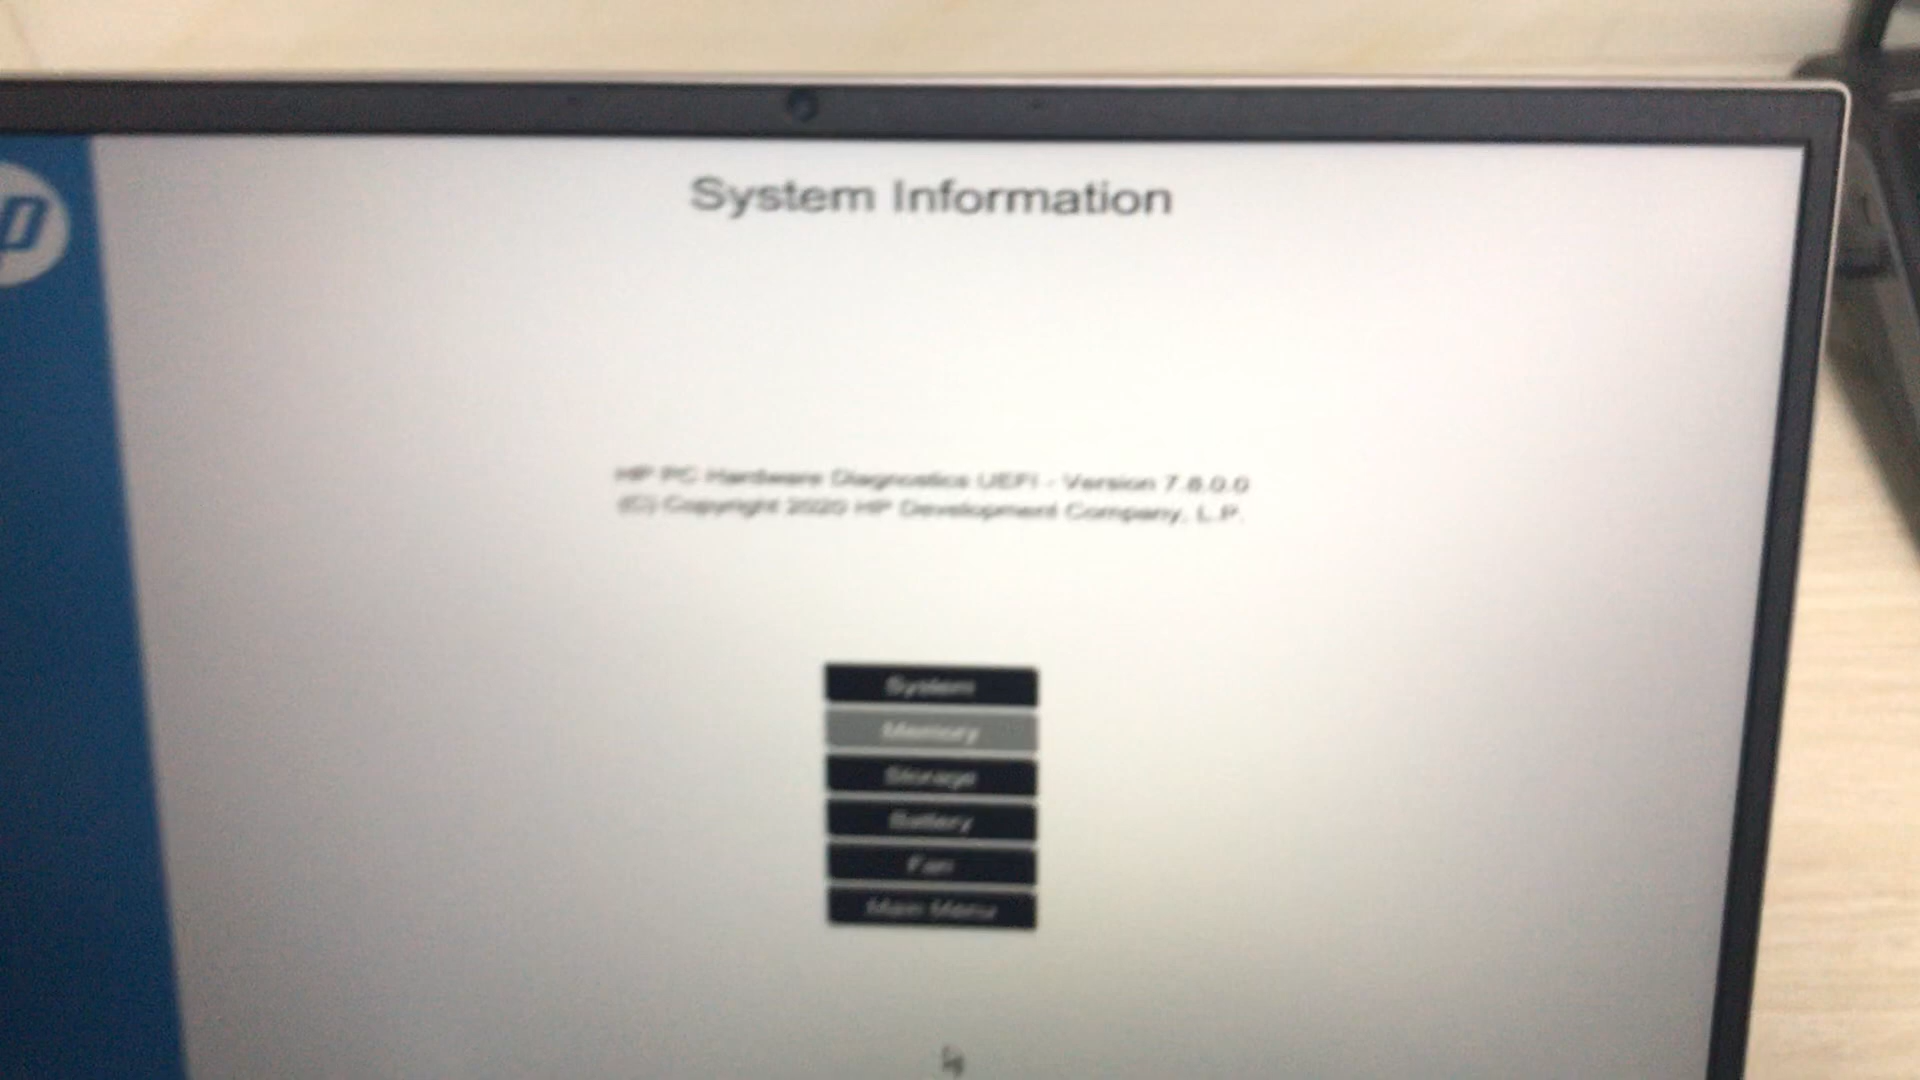 p
System Information
HP PC Hardware Diagnostics UEFI - Version 7.8.0.0
(C) Copyright 2020 HP Development Company, L.P.
System
Memory
Storage
Battery
Fan
Main Menu